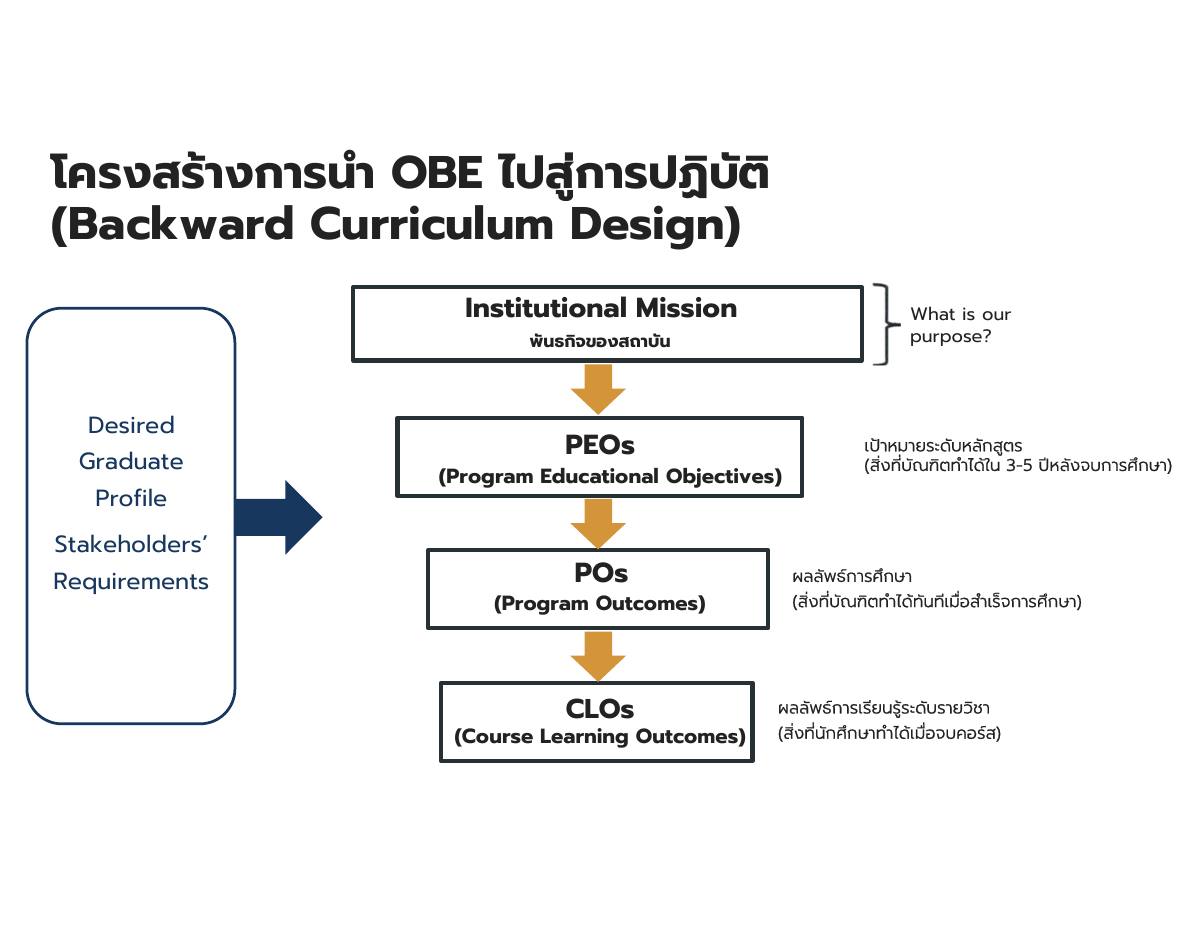 โครงสร้างการนำ OBE ไปสู่การปฏิบัติ
(Backward Curriculum Design)
Desired
Graduate
Profile
Stakeholders’
Requirements
Institutional Mission
พันธกิจของสถาบัน
What is our
purpose?
PEOs
(Program Educational Objectives)
เป้าหมายระดับหลักสูตร
(สิ่งที่บัณฑิตทำได้ใน 3-5 ปีหลังจบการศึกษา)
POs
(Program Outcomes)
ผลลัพธ์การศึกษา
(สิ่งที่บัณฑิตทำได้ทันทีเมื่อสำเร็จการศึกษา)
CLOs
(Course Learning Outcomes)
ผลลัพธ์การเรียนรู้ระดับรายวิชา
(สิ่งที่นักศึกษาทำได้เมื่อจบคอร์ส)